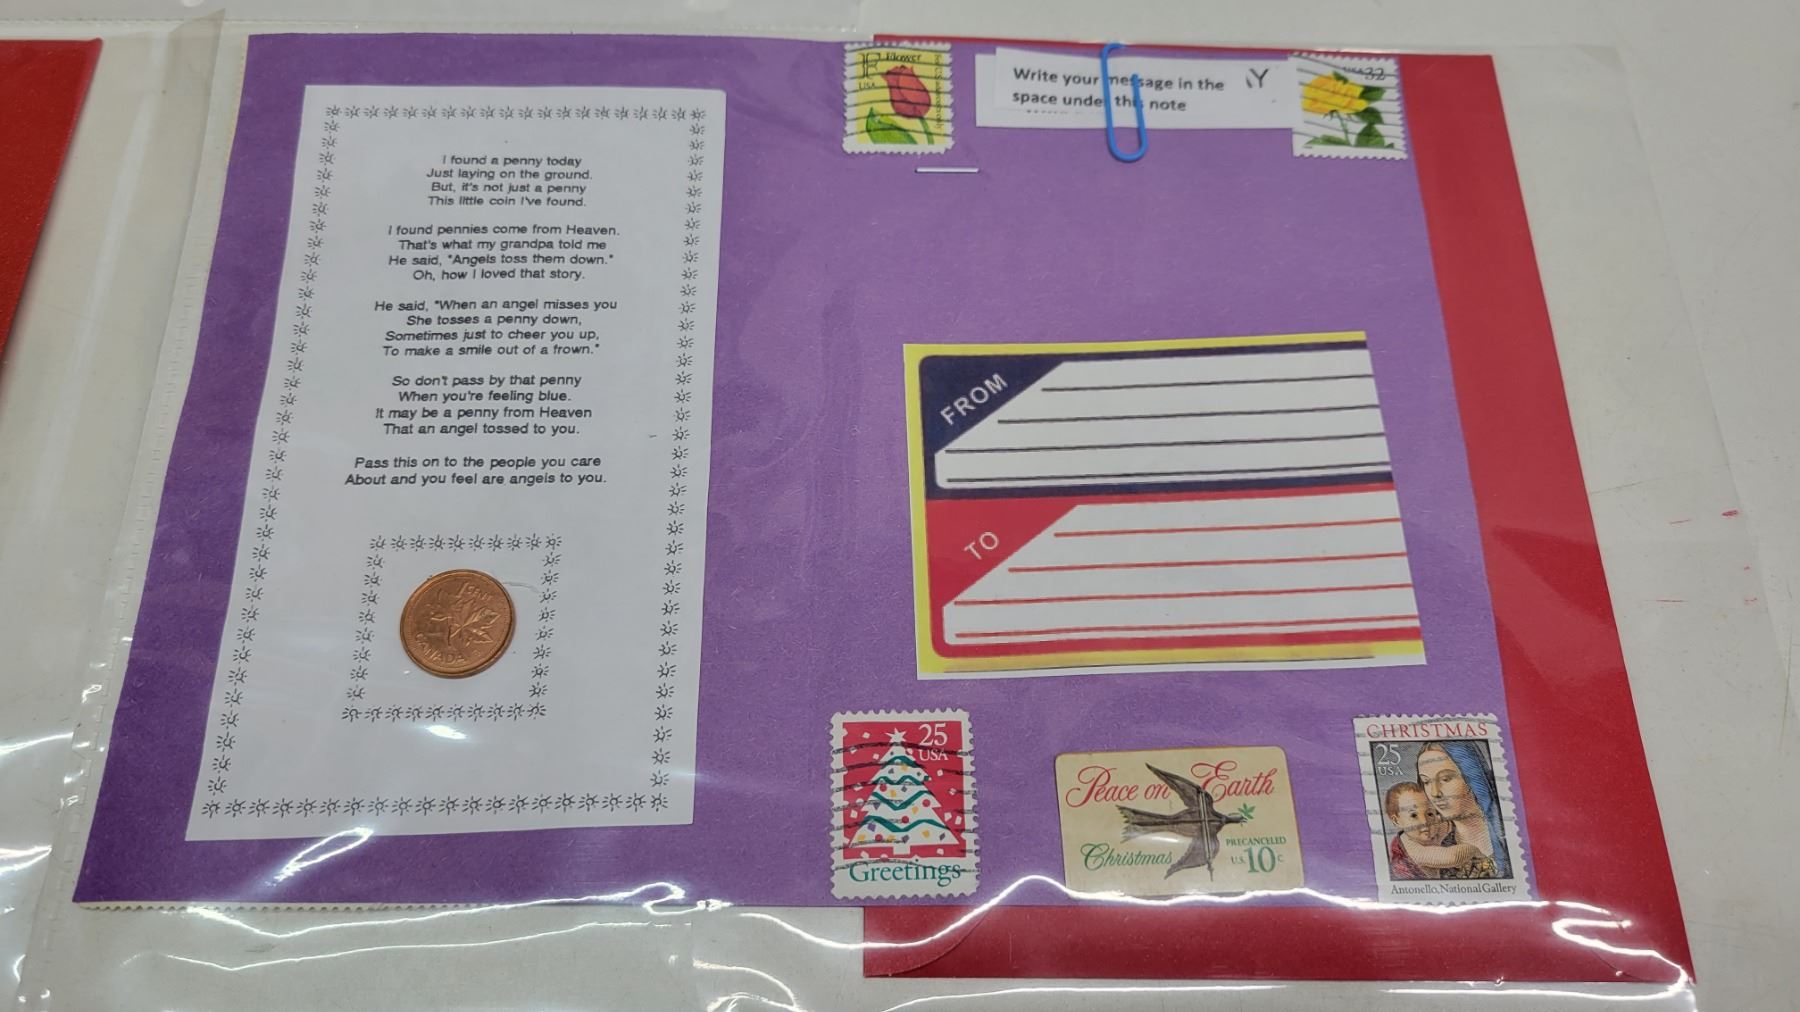 I found a penny today
Just laying on the ground.
But, it's not just a penny
This little coin I've found.
I found pennies come from Heaven.
That's what my grandpa told me
He said, "Angels toss them down."
Oh, how I loved that story.
He said, "When an angel misses you
She tosses a penny down,
Sometimes just to cheer you up,
To make a smile out of a frown."
So don't pass by that penny
When you're feeling blue.
It may be a penny from Heaven
That an angel tossed to you.
Pass this on to the people you care
About and you feel are angels to you.
1 CENT
CANADA
F Flower
USA
Write your message in the
space under this note
Y
USA 32
FROM
TO
25
USA
Greetings
Peace on Earth
Christmas
PRECANCELED
U.S. 10c
CHRISTMAS
25
USA
Antonello, National Gallery